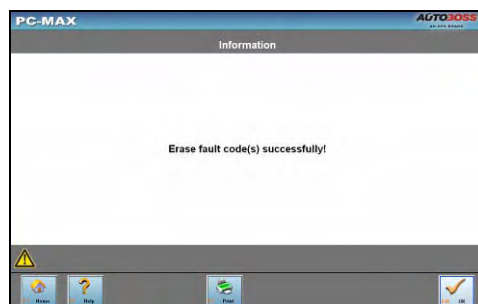 PC-MAX
AUTOBOSS
Information
Erase fault code(s) successfully!
Home
Help
Print
OK